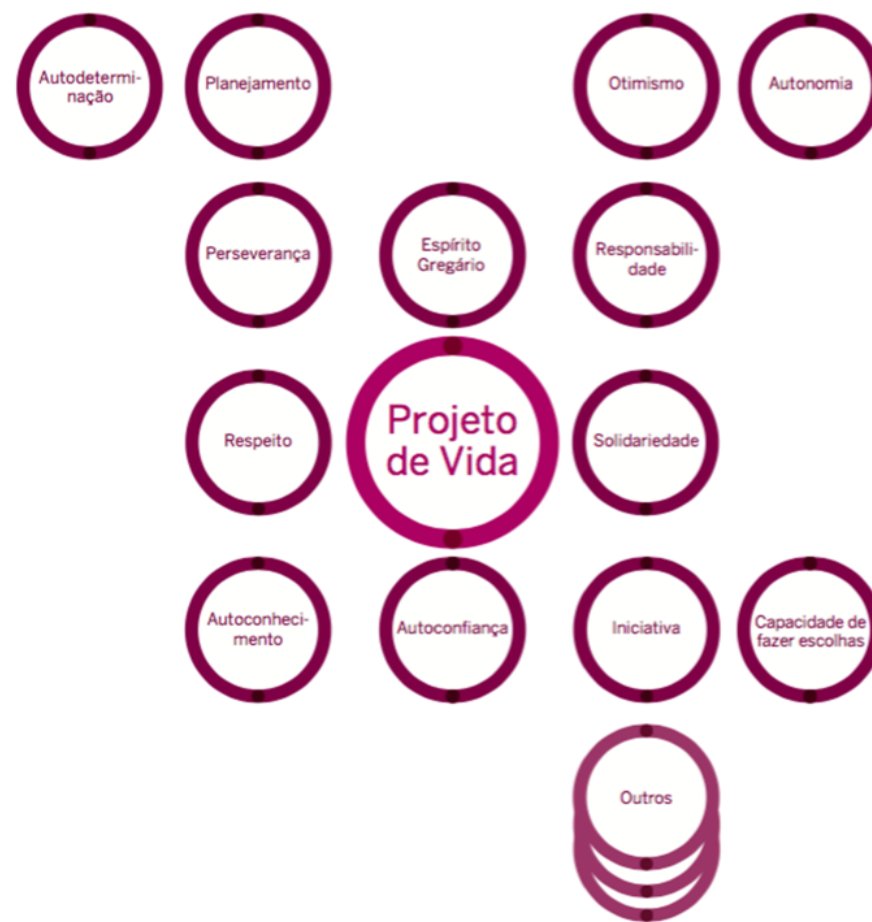 Autodetermi-
nação
Planejamento
Otimismo
Autonomia
Perseverança
Espírito
Gregário
Responsabili-
dade
Respeito
Projeto
de Vida
Solidariedade
Autoconheci-
mento
Autoconfiança
Iniciativa
Capacidade de
fazer escolhas
Outros